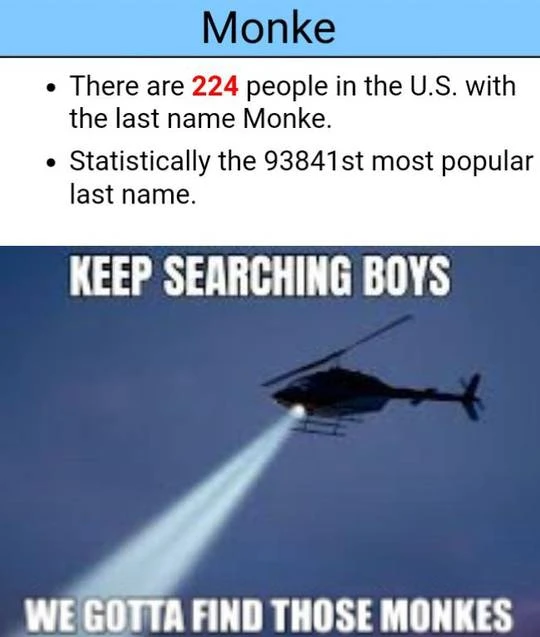 Monke
• There are 224 people in the U.S. with
the last name Monke.
• Statistically the 93841st most popular
last name.
KEEP SEARCHING BOYS
WE GOTTA FIND THOSE MONKES